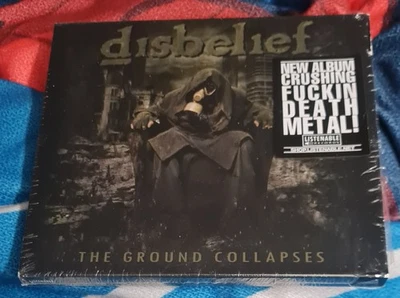 disbelief
NEW ALBUM
CRUSHING
FUCKIN
DEATH
METAL!
LISTENABLE
THE GROUND COLLAPSES